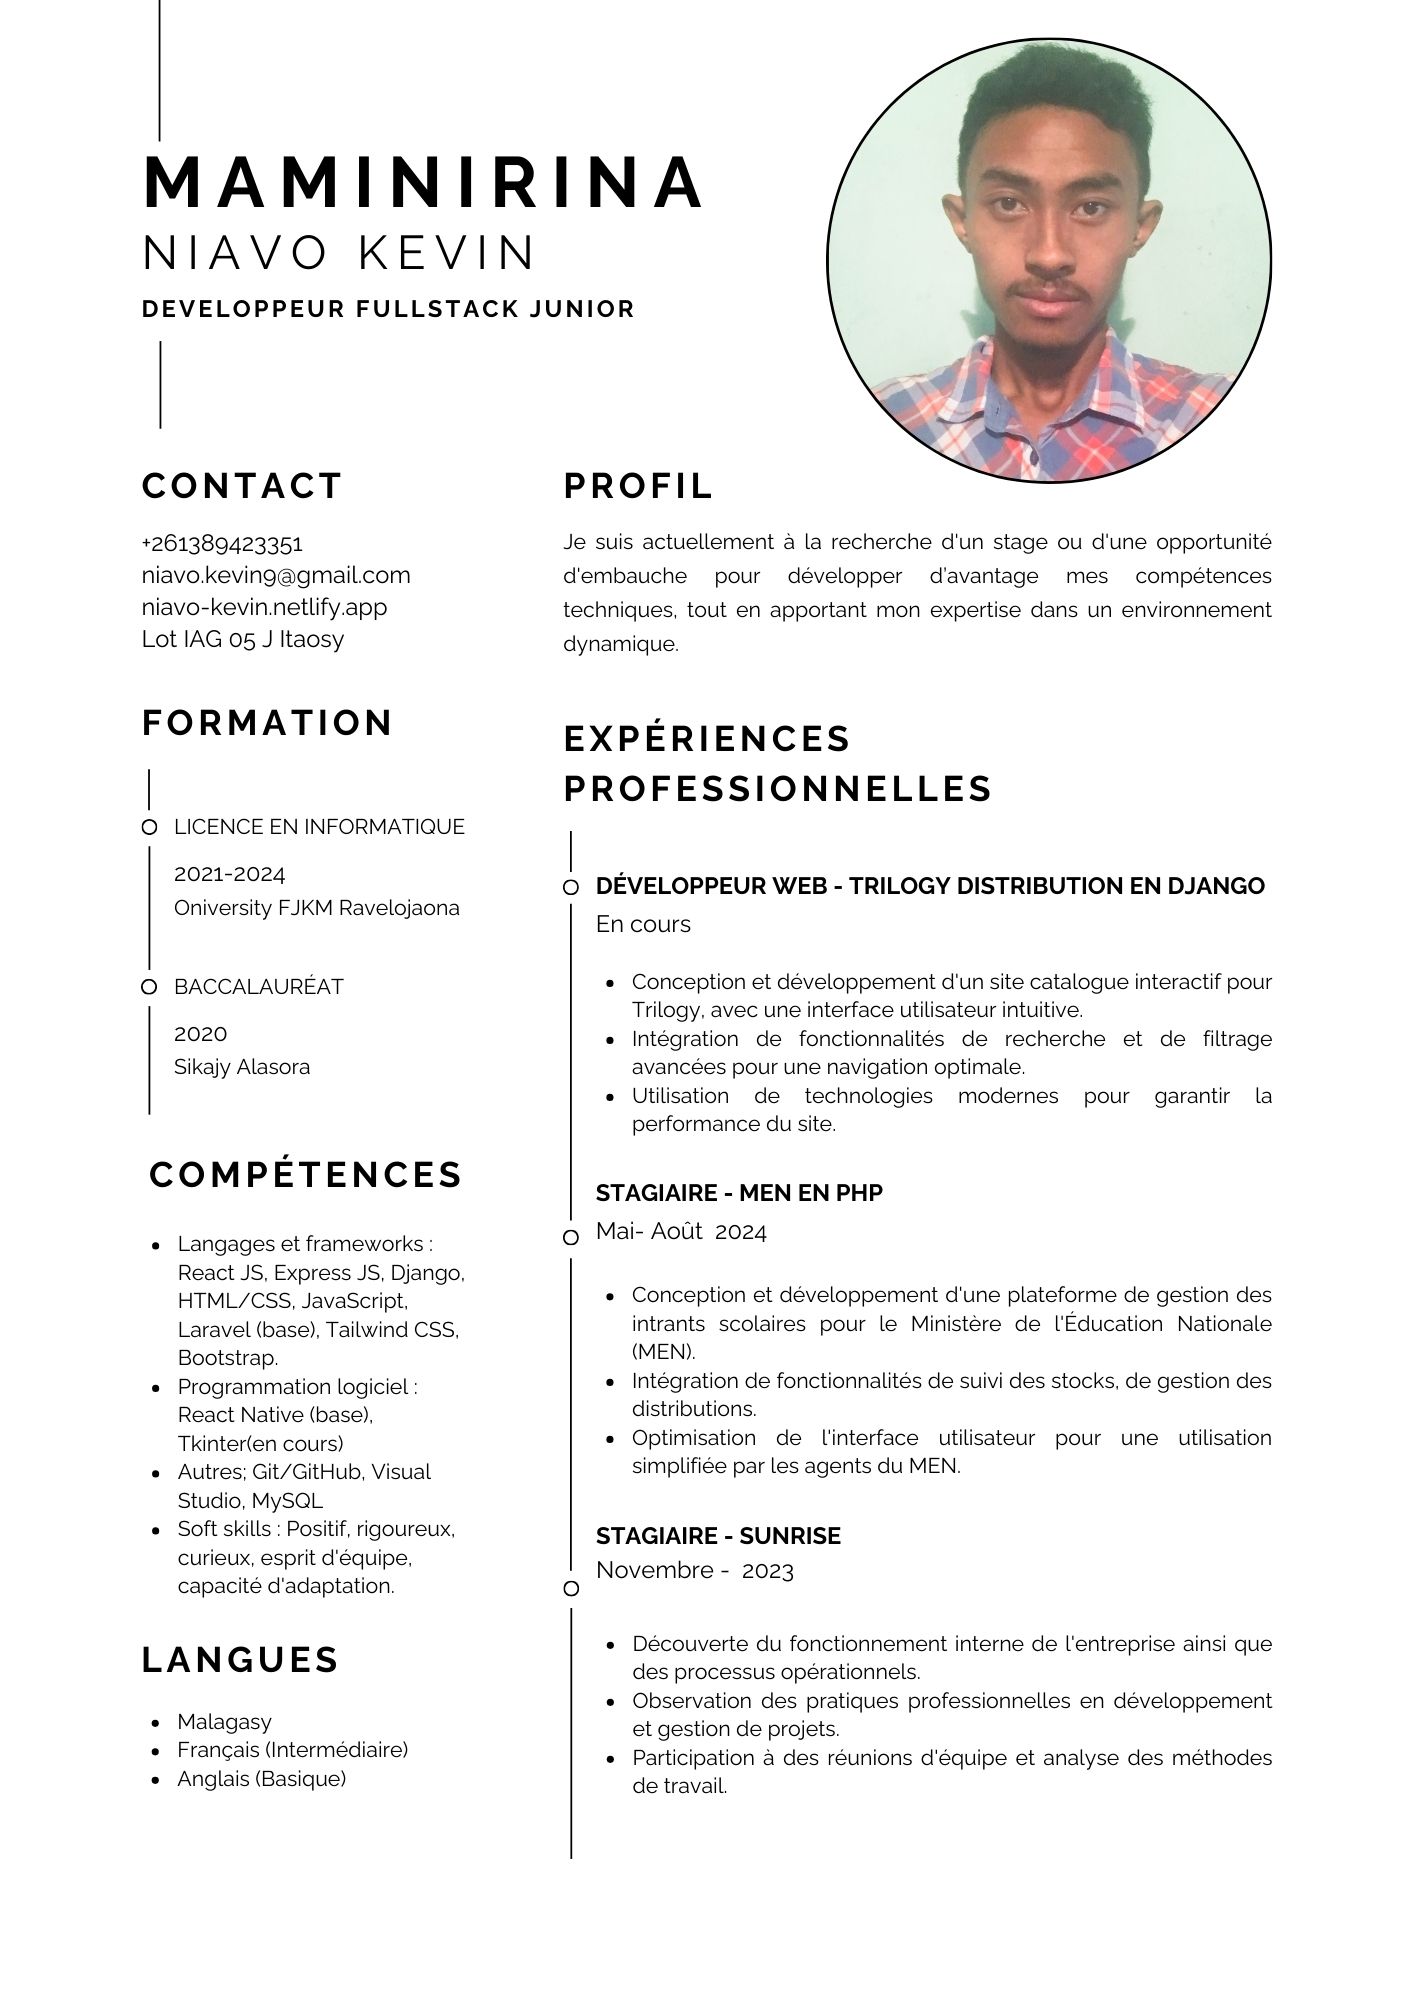 MAMINIRINA
NIAVO KEVIN
DEVELOPPEUR FULLSTACK JUNIOR
CONTACT
+261389423351
niavo.kevin9@gmail.com
niavo-kevin.netlify.app
Lot IAG 05 J Itaosy
FORMATION
LICENCE EN INFORMATIQUE
2021-2024
Oniversity FJKM Ravelojaona
BACCALAURÉAT
2020
Sikajy Alasora
COMPÉTENCES
• Langages et frameworks :
React JS, Express JS, Django,
HTML/CSS, JavaScript,
Laravel (base), Tailwind CSS,
Bootstrap.
• Programmation logiciel :
React Native (base),
Tkinter(en cours)
• Autres; Git/GitHub, Visual
Studio, MySQL
• Soft skills : Positif, rigoureux,
curieux, esprit d'équipe,
capacité d'adaptation.
LANGUES
• Malagasy
• Français (Intermédiaire)
• Anglais (Basique)
PROFIL
Je suis actuellement à la recherche d'un stage ou d'une opportunité
d'embauche pour développer d'avantage mes compétences
techniques, tout en apportant mon expertise dans un environnement
dynamique.
EXPÉRIENCES
PROFESSIONNELLES
DÉVELOPPEUR WEB - TRILOGY DISTRIBUTION EN DJANGO
En cours
• Conception et développement d'un site catalogue interactif pour
Trilogy, avec une interface utilisateur intuitive.
• Intégration de fonctionnalités de recherche et de filtrage
avancées pour une navigation optimale.
• Utilisation de technologies modernes pour garantir la
performance du site.
STAGIAIRE - MEN EN PHP
Mai- Août 2024
• Conception et développement d'une plateforme de gestion des
intrants scolaires pour le Ministère de l'Éducation Nationale
(MEN).
• Intégration de fonctionnalités de suivi des stocks, de gestion des
distributions.
• Optimisation de l'interface utilisateur pour une utilisation
simplifiée par les agents du MEN.
STAGIAIRE - SUNRISE
Novembre - 2023
• Découverte du fonctionnement interne de l'entreprise ainsi que
des processus opérationnels.
• Observation des pratiques professionnelles en développement
et gestion de projets.
• Participation à des réunions d'équipe et analyse des méthodes
de travail.